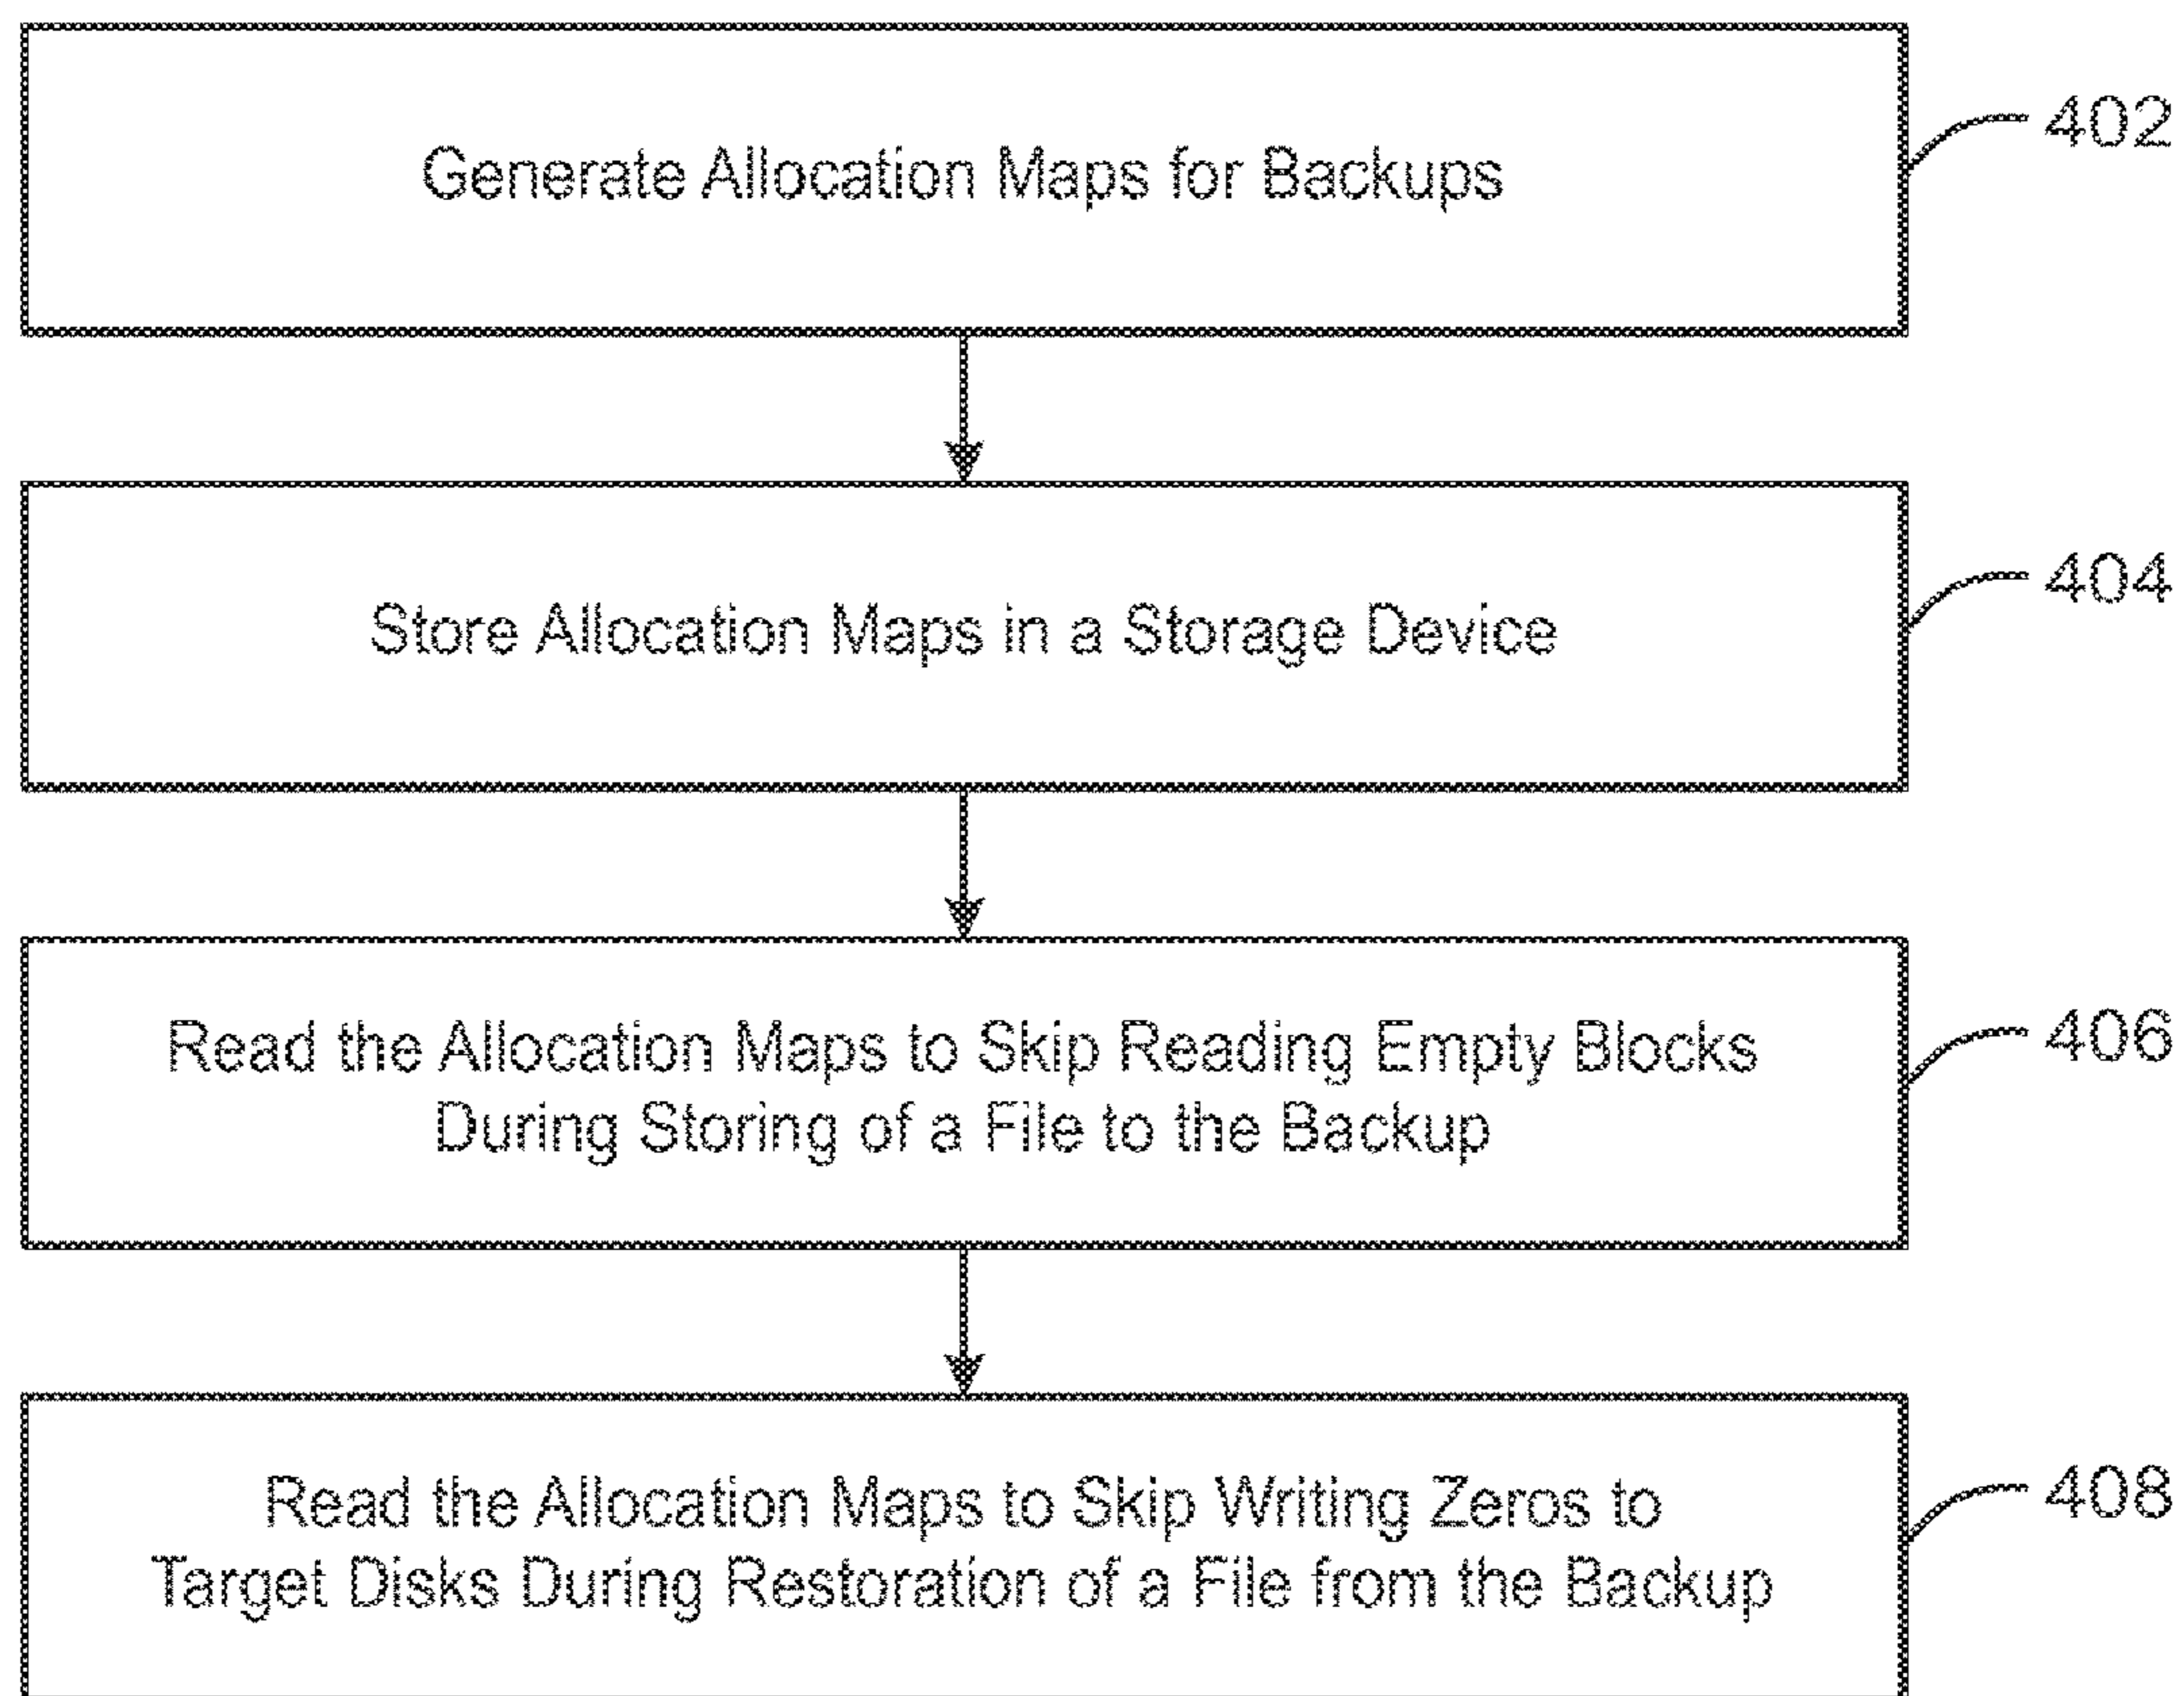 Generate Allocation Maps for Backups
402
Store Allocation Maps in a Storage Device
404
Read the Allocation Maps to Skip Reading Empty Blocks
During Storing of a File to the Backup
406
Read the Allocation Maps to Skip Writing Zeros to
Target Disks During Restoration of a File from the Backup
408